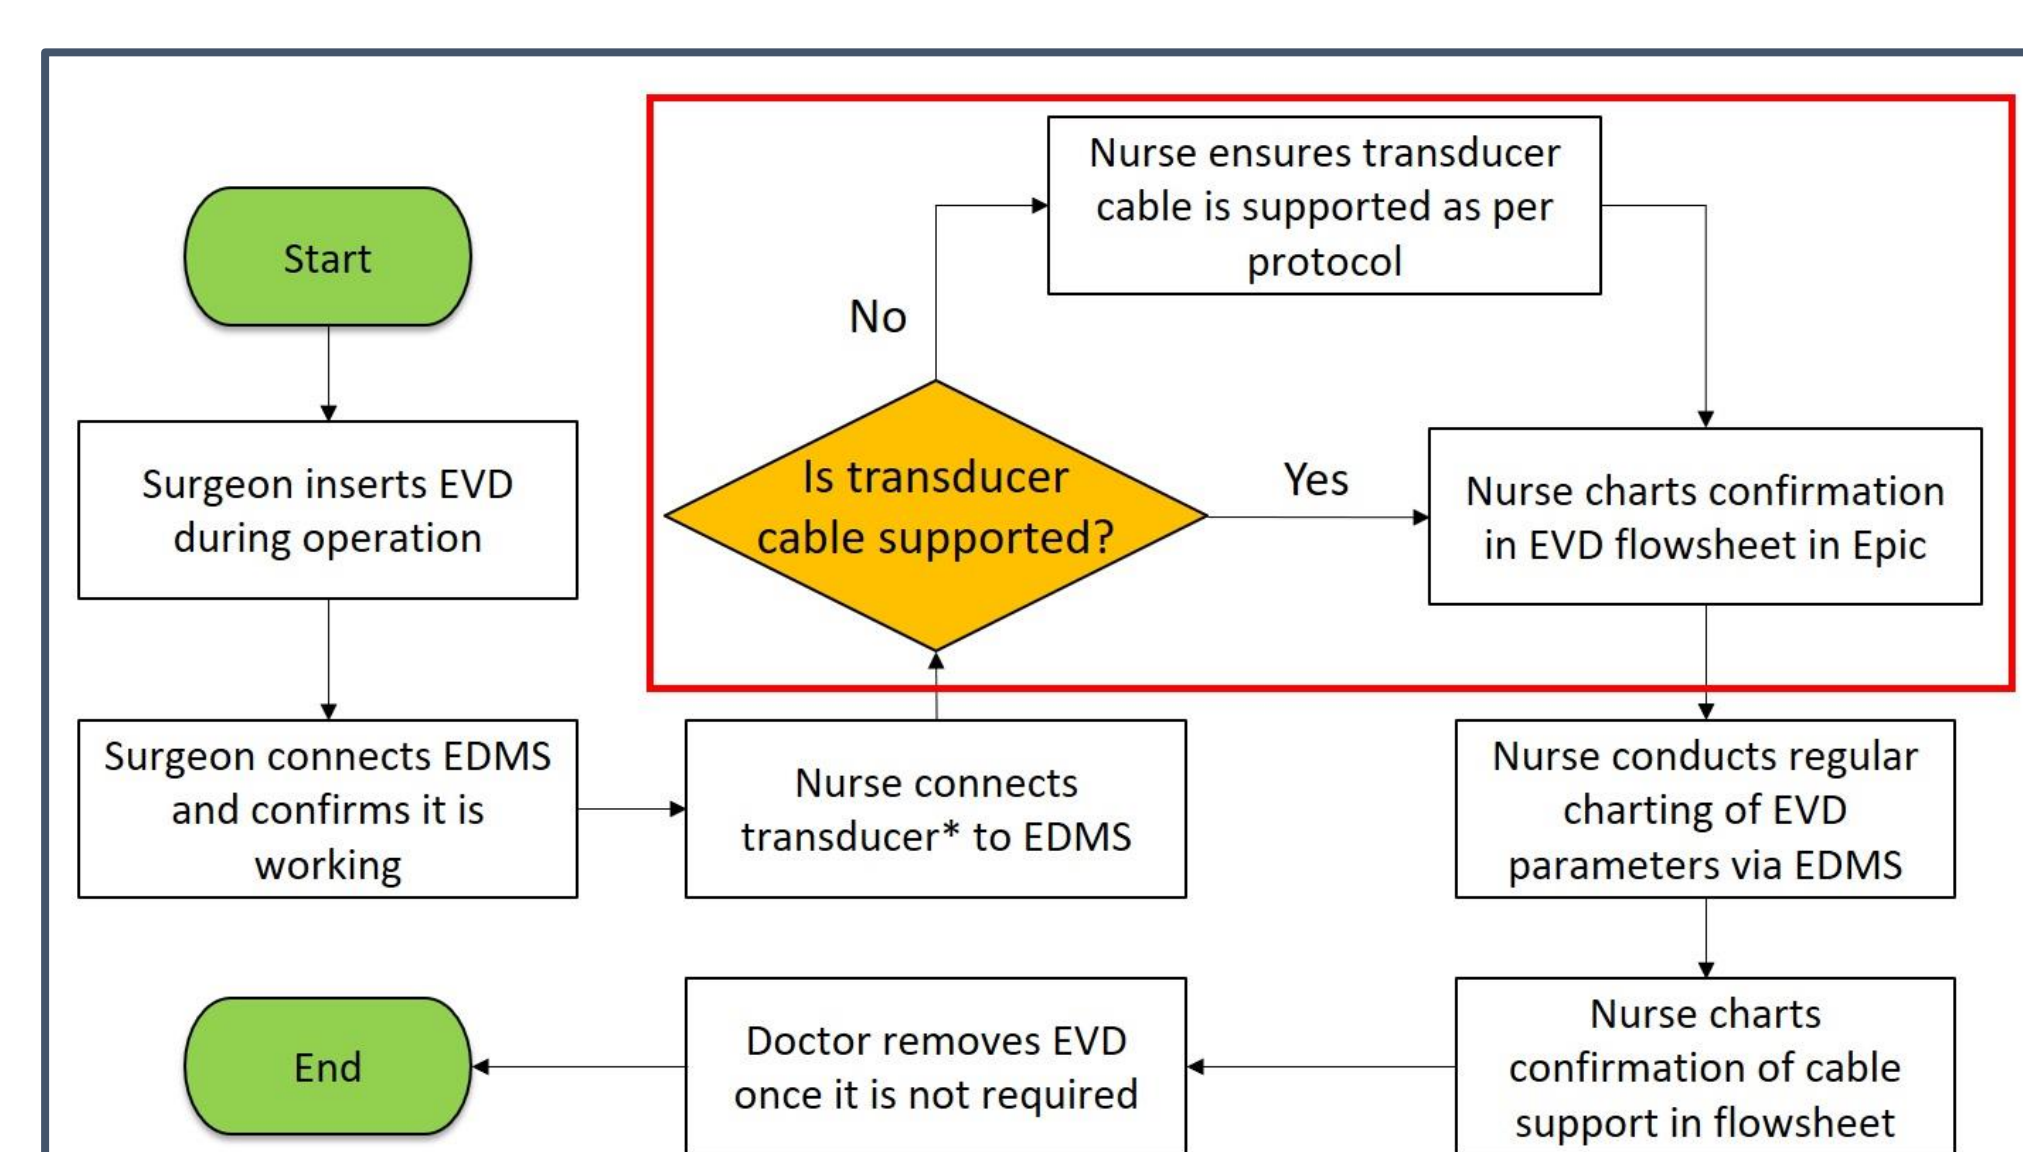 Start
Surgeon inserts EVD
during operation
Surgeon connects EDMS
and confirms it is
working
Nurse connects
transducer* to EDMS
Is transducer
cable supported?
No
Nurse ensures transducer
cable is supported as per
protocol
Yes
Nurse charts confirmation
in EVD flowsheet in Epic
Nurse conducts regular
charting of EVD
parameters via EDMS
Nurse charts
confirmation of cable
support in flowsheet
Doctor removes EVD
once it is not required
End